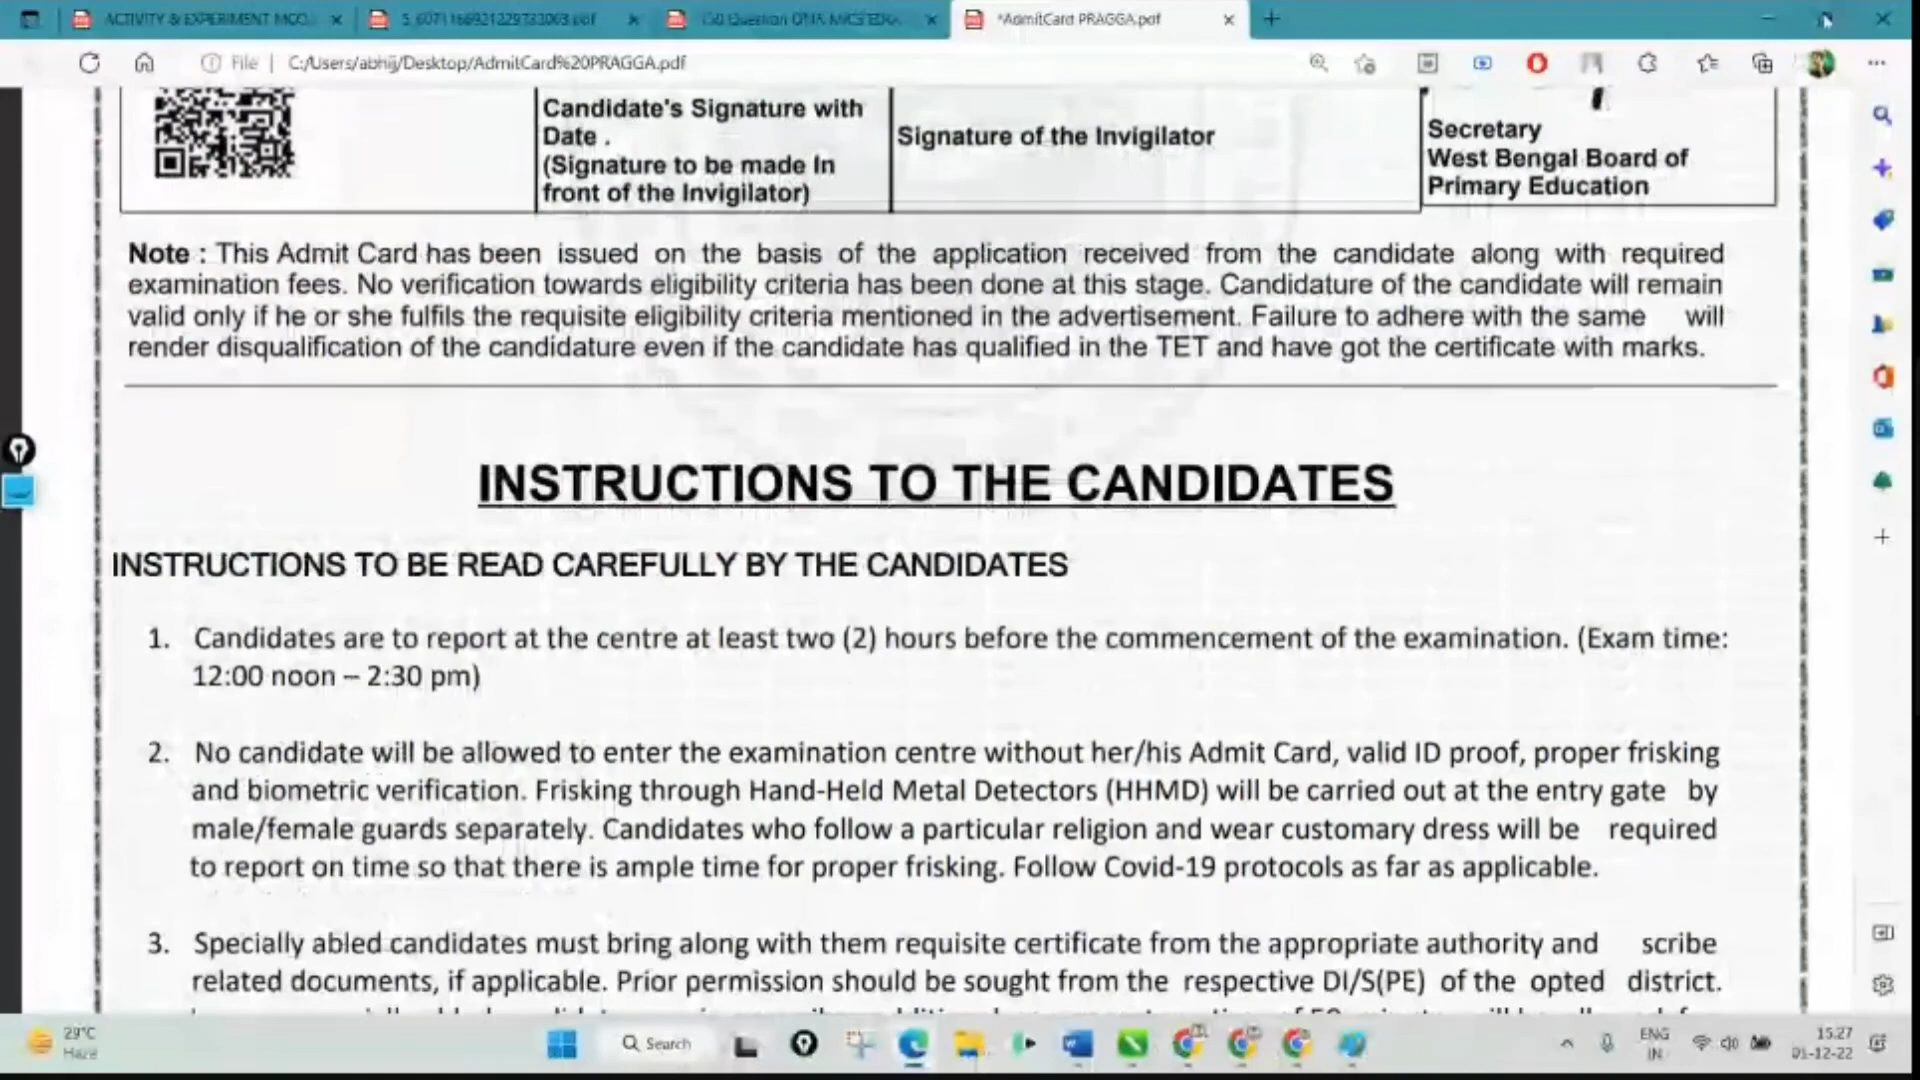 *AdmitCard PRAGGA.pdf
File | C:/Users/abhij/Desktop/AdmitCard%20PRAGGA.pdf
Candidate's Signature with
Date .
(Signature to be made In
front of the Invigilator)
Signature of the Invigilator
Secretary
West Bengal Board of
Primary Education
Note : This Admit Card has been issued on the basis of the application received from the candidate along with required
examination fees. No verification towards eligibility criteria has been done at this stage. Candidature of the candidate will remain
valid only if he or she fulfils the requisite eligibility criteria mentioned in the advertisement. Failure to adhere with the same will
render disqualification of the candidature even if the candidate has qualified in the TET and have got the certificate with marks.
INSTRUCTIONS TO THE CANDIDATES
INSTRUCTIONS TO BE READ CAREFULLY BY THE CANDIDATES
1. Candidates are to report at the centre at least two (2) hours before the commencement of the examination. (Exam time:
12:00 noon – 2:30 pm)
2. No candidate will be allowed to enter the examination centre without her/his Admit Card, valid ID proof, proper frisking
and biometric verification. Frisking through Hand-Held Metal Detectors (HHMD) will be carried out at the entry gate by
male/female guards separately. Candidates who follow a particular religion and wear customary dress will be required
to report on time so that there is ample time for proper frisking. Follow Covid-19 protocols as far as applicable.
3. Specially abled candidates must bring along with them requisite certificate from the appropriate authority and scribe
related documents, if applicable. Prior permission should be sought from the respective DI/S(PE) of the opted district.
29°C
Haze
Search
ENG
IN
15:27